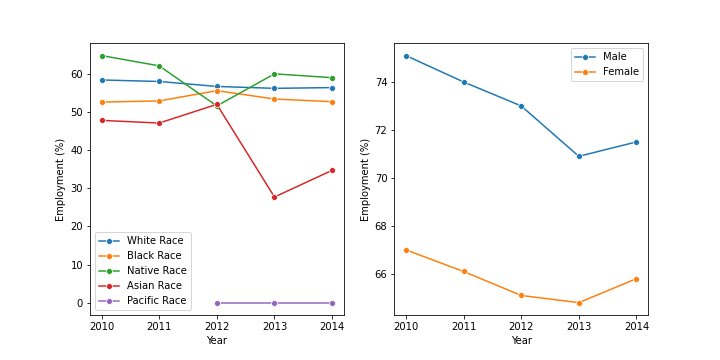 60
50
40
30
20
10
0
Employment (%)
2010 2011 2012 2013 2014
Year
White Race
Black Race
Native Race
Asian Race
Pacific Race
74
72
70
68
66
Employment (%)
2010 2011 2012 2013 2014
Year
Male
Female